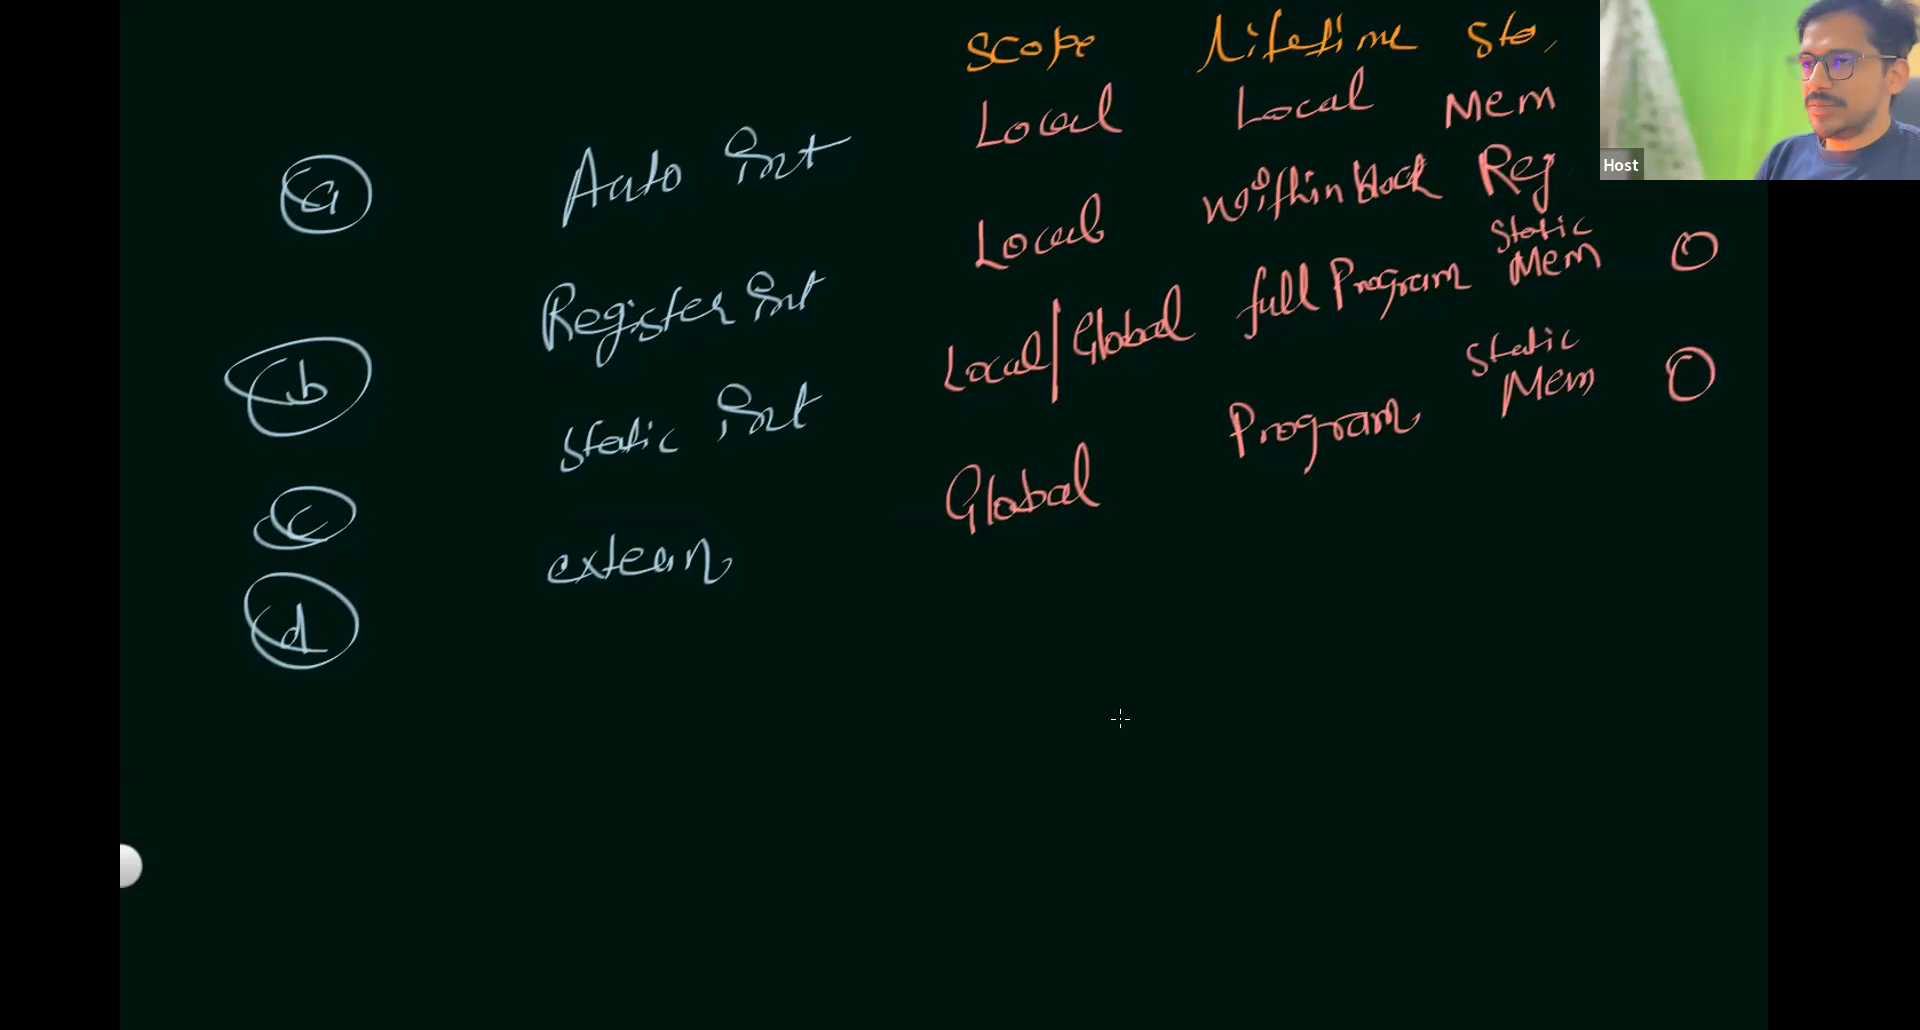 Scope Lifetime Sto.
(a) Auto int Local Local Mem
(b) Register int Local Within block Reg
(c) Static int Local/Global full Program Static Mem 0
(d) extern Global Program Static Mem 0
Host